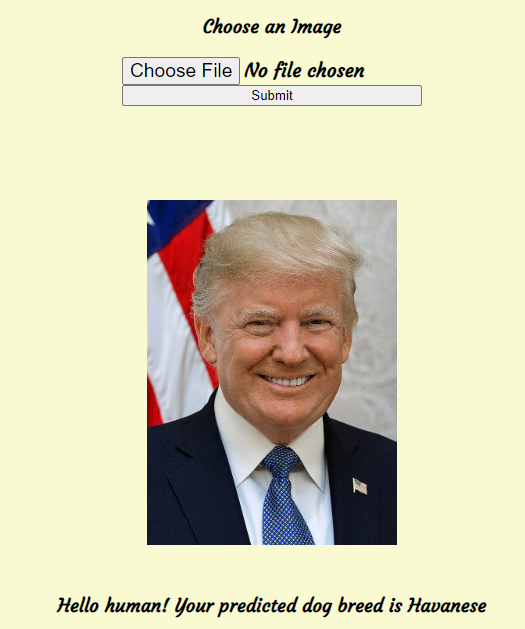 Choose an Image
Choose File No file chosen
Submit
Hello human! Your predicted dog breed is Havanese